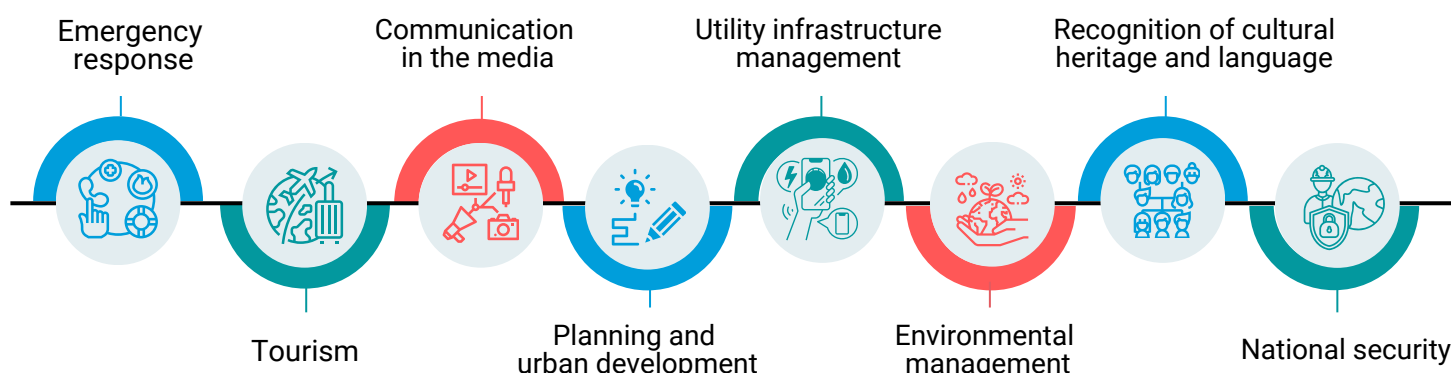 Emergency
response
Communication
in the media
Utility infrastructure
management
Recognition of cultural
heritage and language
Tourism
Planning and
urban development
Environmental
management
National security